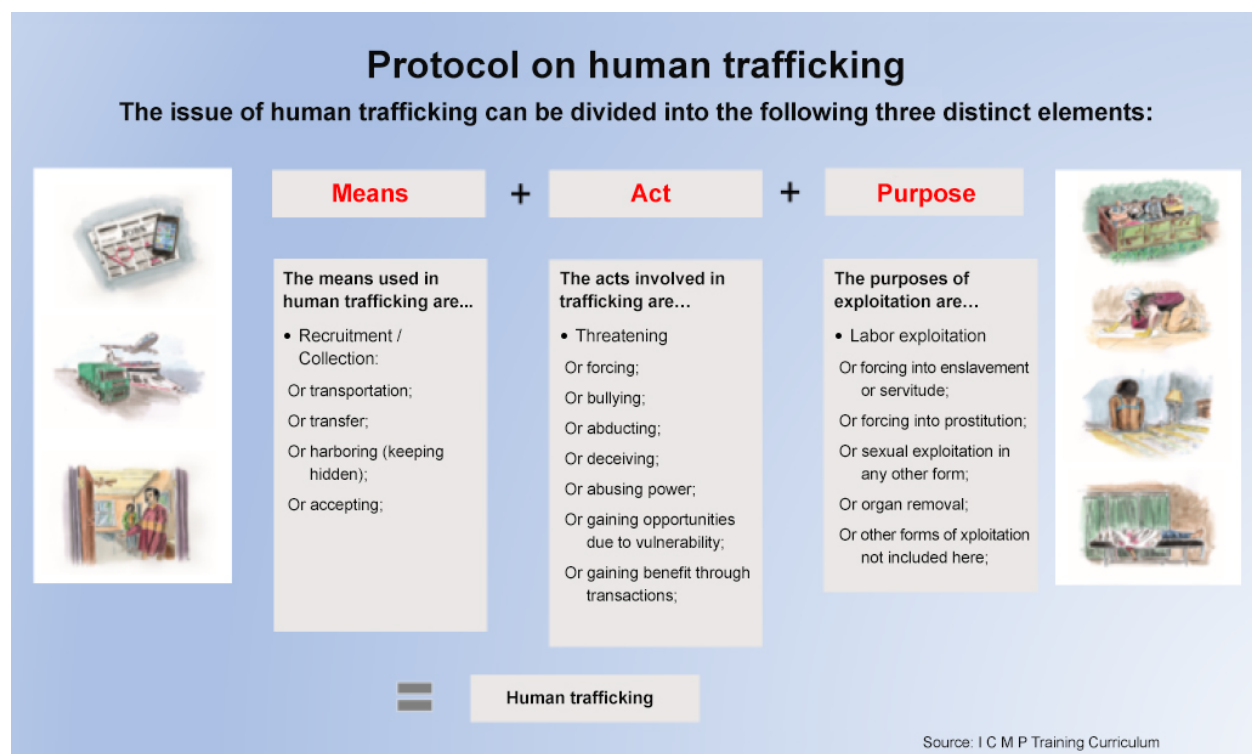 Protocol on human trafficking
The issue of human trafficking can be divided into the following three distinct elements:
Means
+
Act
+
Purpose
JOBS
The means used in
human trafficking are...
• Recruitment /
Collection:
Or transportation;
Or transfer;
Or harboring (keeping
hidden);
Or accepting;
The acts involved in
trafficking are…
• Threatening
Or forcing;
Or bullying;
Or abducting;
Or deceiving;
Or abusing power;
Or gaining opportunities
due to vulnerability;
Or gaining benefit through
transactions;
The purposes of
exploitation are…
• Labor exploitation
Or forcing into enslavement
or servitude;
Or forcing into prostitution;
Or sexual exploitation in
any other form;
Or organ removal;
Or other forms of xploitation
not included here;
=
Human trafficking
Source: I C M P Training Curriculum